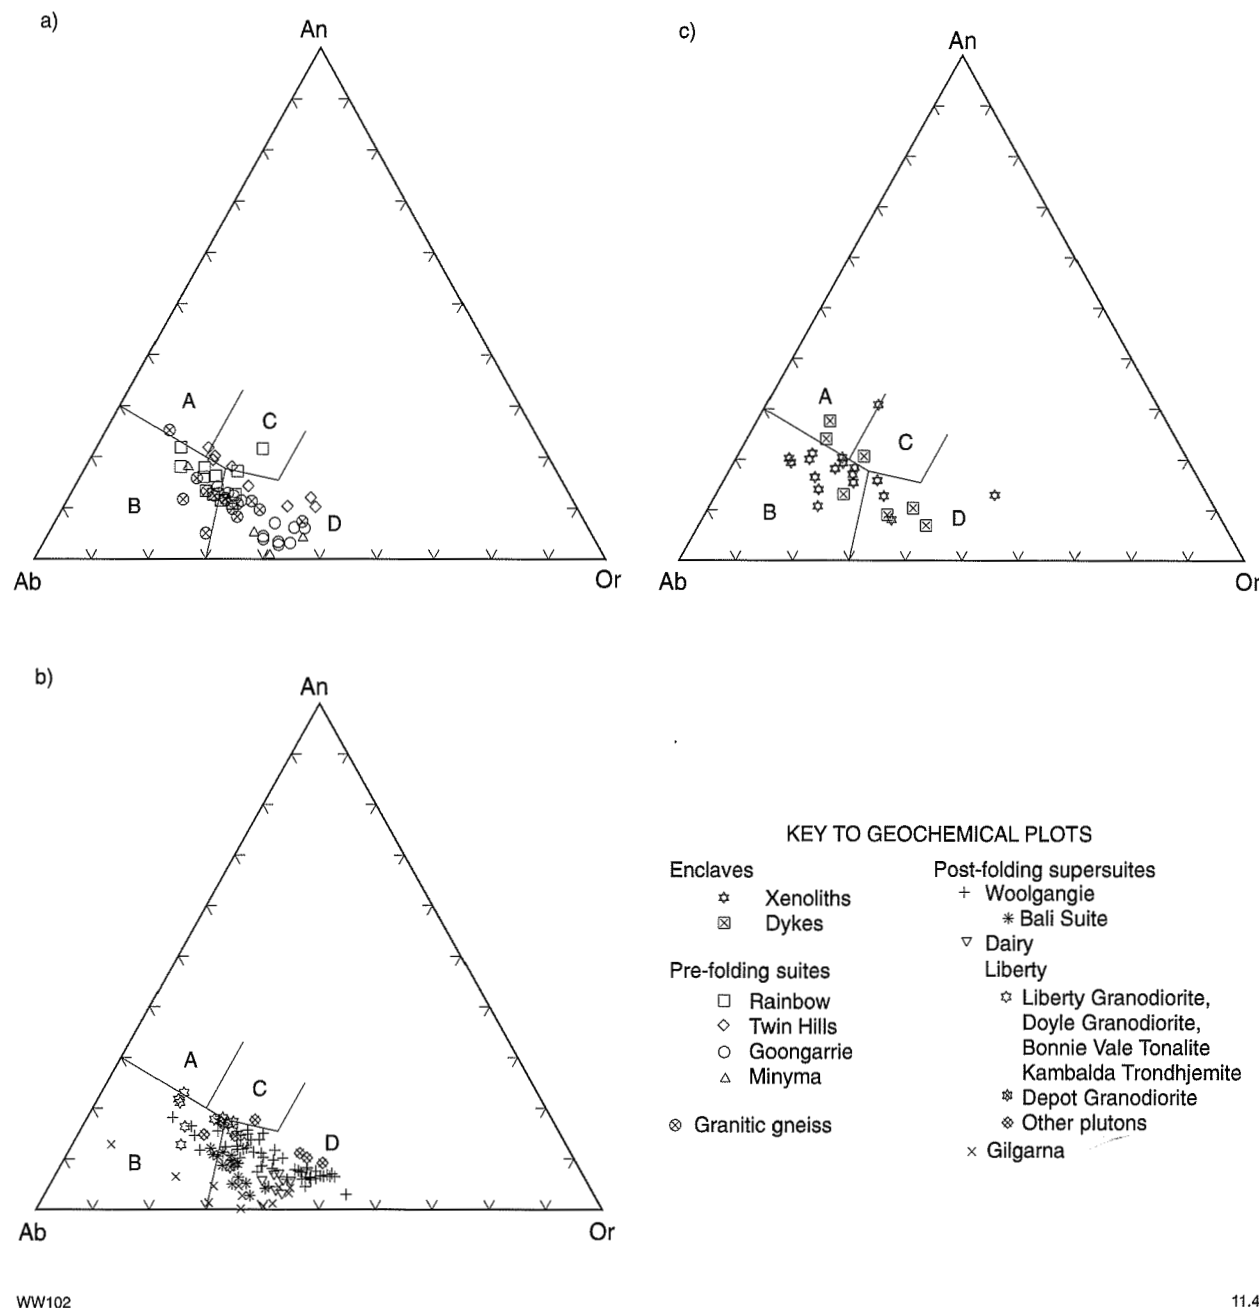 a)
An
A
C
B
D
Ab
Or
c)
An
A
C
B
D
Ab
Or
b)
An
A
C
B
D
Ab
Or
KEY TO GEOCHEMICAL PLOTS
Enclaves
Xenoliths
Dykes
Pre-folding suites
Rainbow
Twin Hills
Goongarrie
Minyma
Granitic gneiss
Post-folding supersuites
Woolgangie
Bali Suite
Dairy
Liberty
Liberty Granodiorite,
Doyle Granodiorite,
Bonnie Vale Tonalite
Kambalda Trondhjemite
Depot Granodiorite
Other plutons
Gilgarna
WW102
11.4